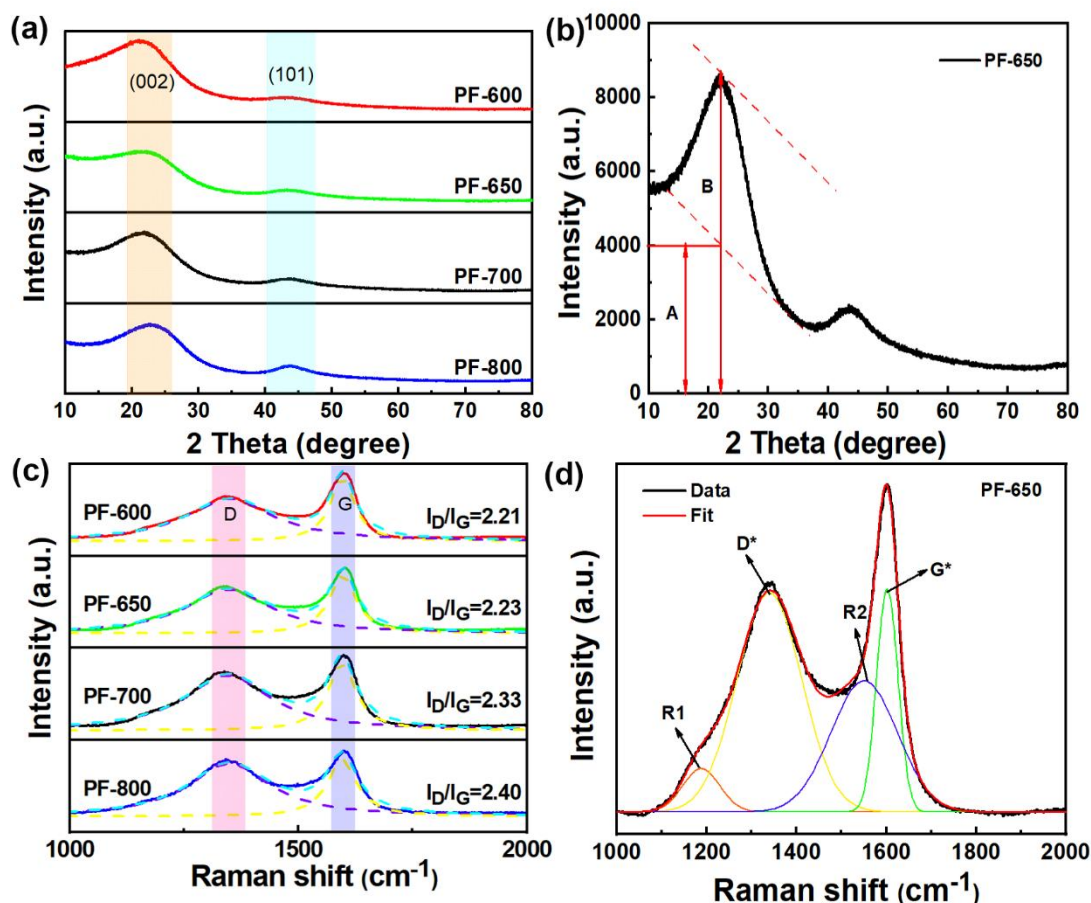 (a)
(002)
(101)
PF-600
PF-650
PF-700
PF-800
10 20 30 40 50 60 70 80
2 Theta (degree)
Intensity (a.u.)
(b)
PF-650
10000
8000
6000
4000
2000
0
A
B
10 20 30 40 50 60 70 80
2 Theta (degree)
Intensity (a.u.)
(c)
D
G
PF-600
I_D/I_G=2.21
PF-650
I_D/I_G=2.23
PF-700
I_D/I_G=2.33
PF-800
I_D/I_G=2.40
1000 1500 2000
Raman shift (cm⁻¹)
Intensity (a.u.)
(d)
Data
Fit
PF-650
D*
G*
R2
R1
1000 1200 1400 1600 1800 2000
Raman shift (cm⁻¹)
Intensity (a.u.)